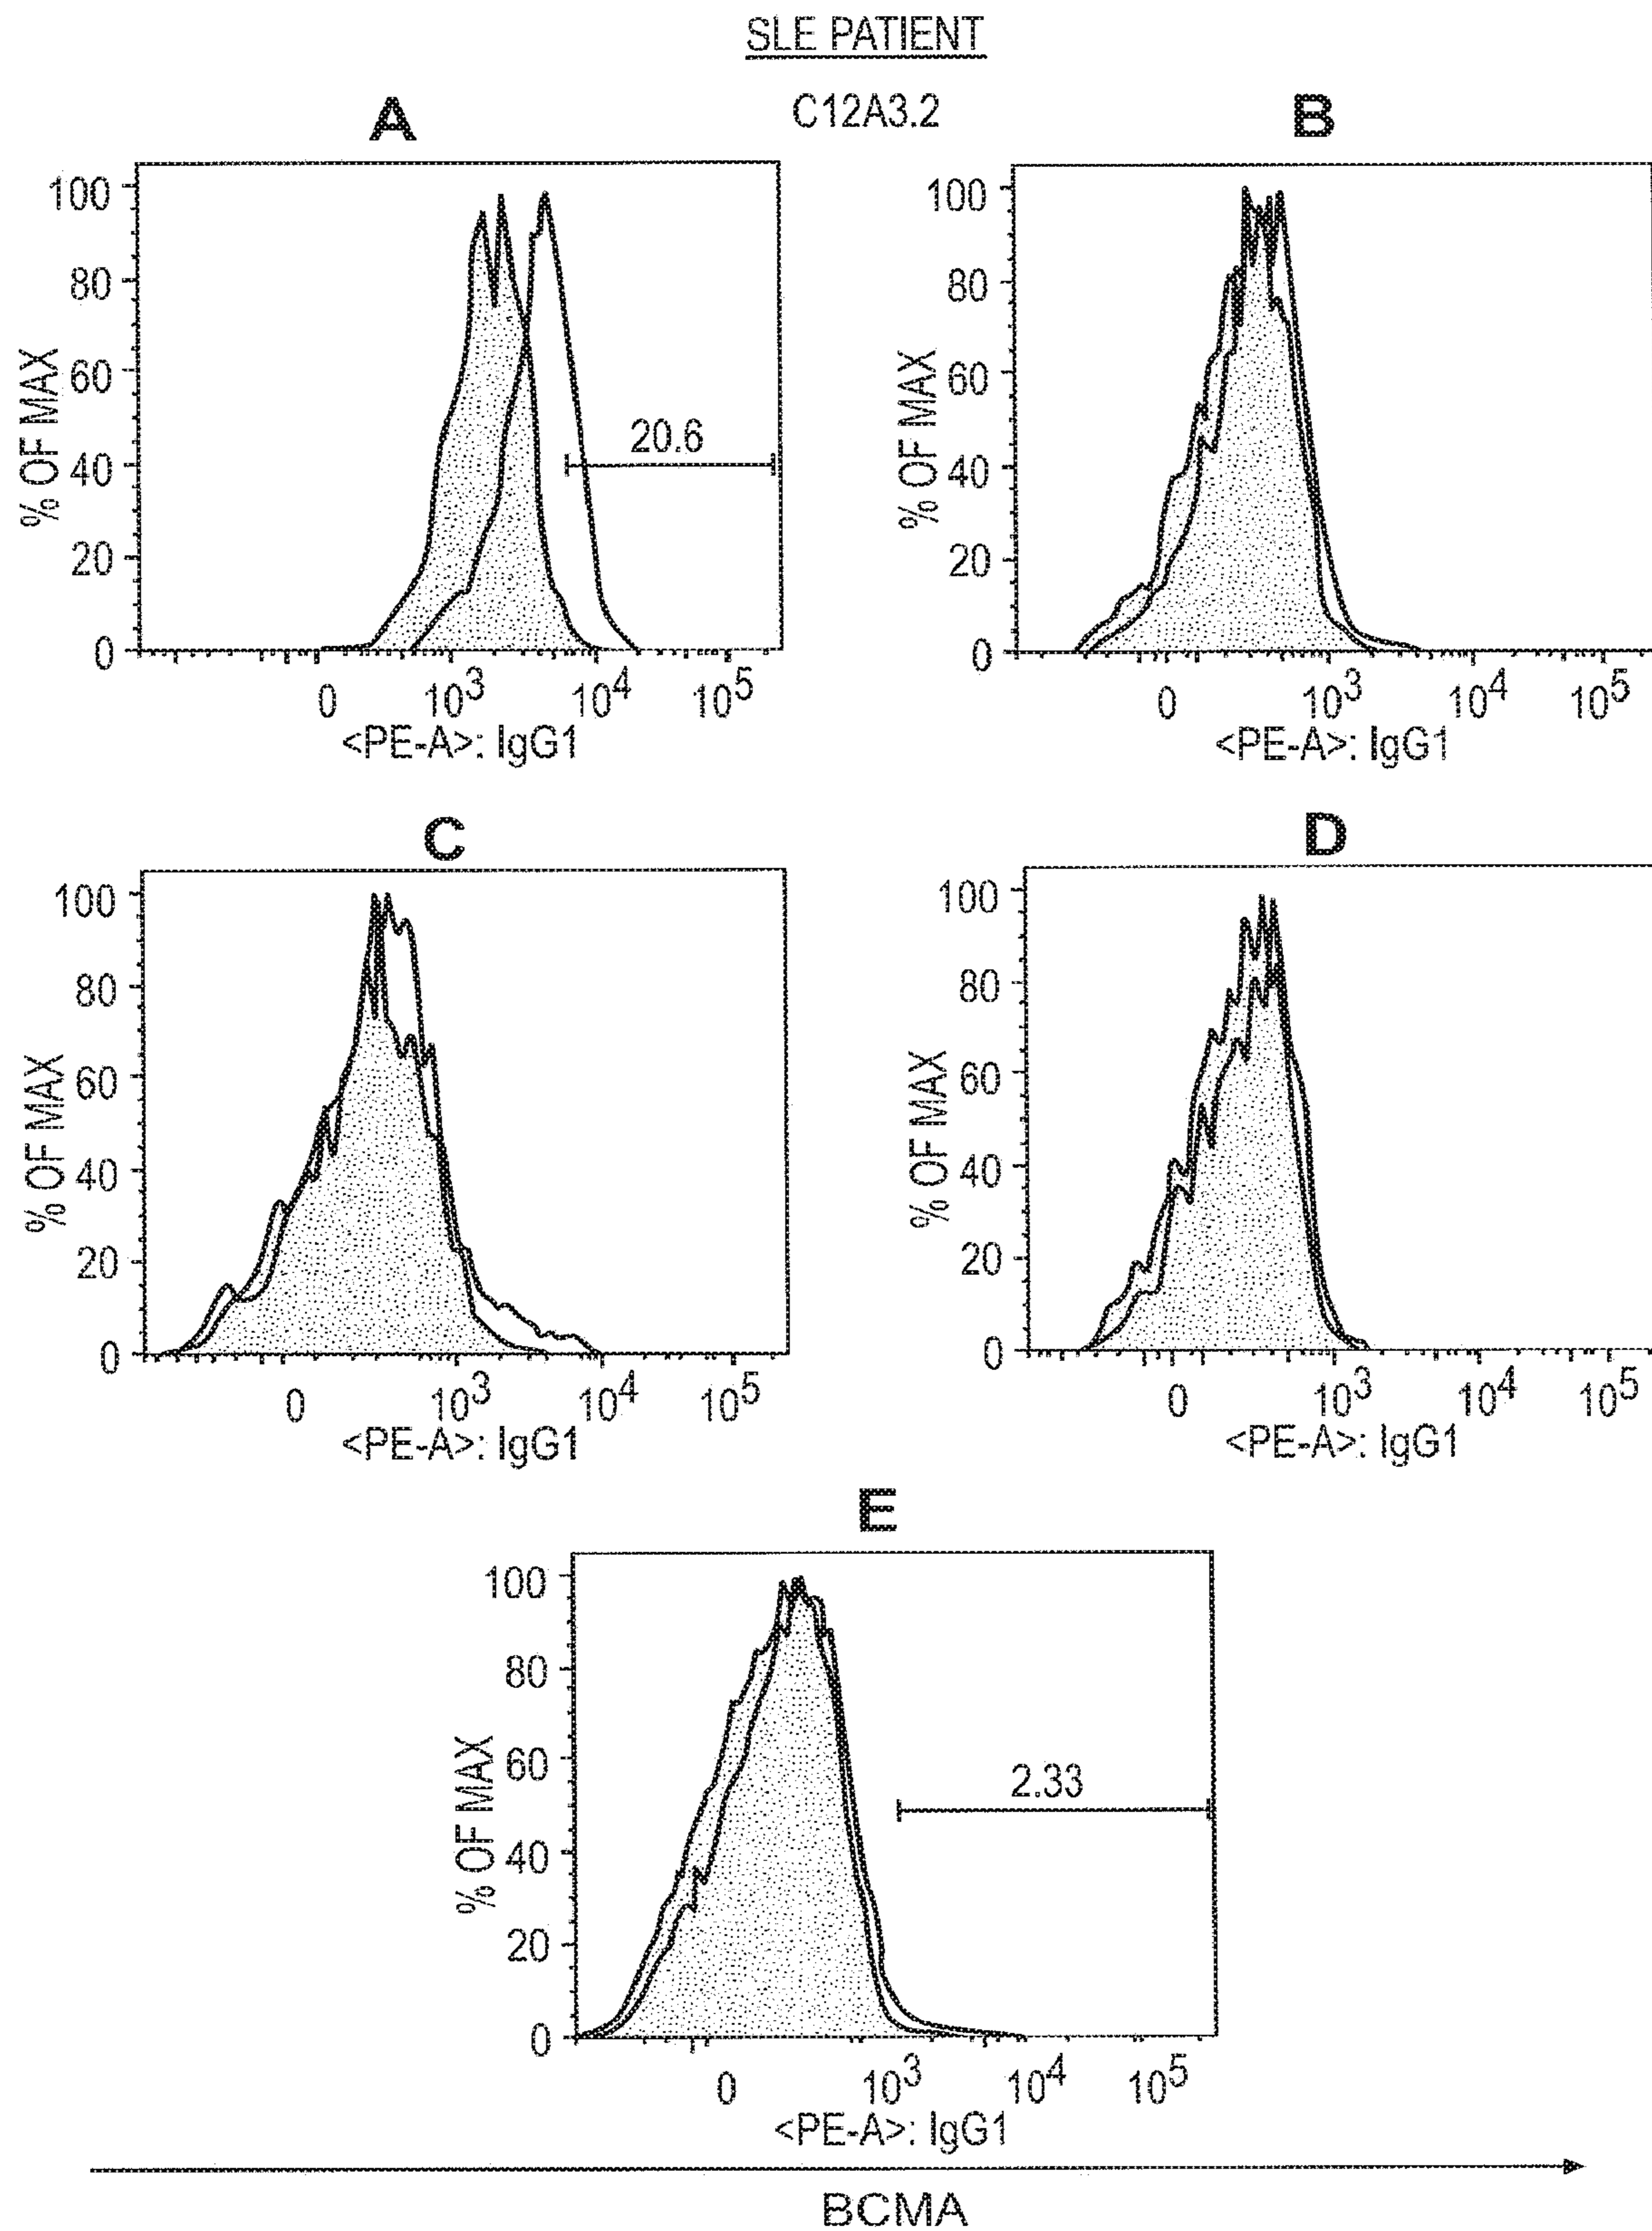 SLE PATIENT
C12A3.2
A
% OF MAX
100
80
60
40
20
0
20.6
0 10^3 10^4 10^5
<PE-A>: IgG1
B
% OF MAX
100
80
60
40
20
0
0 10^3 10^4 10^5
<PE-A>: IgG1
C
% OF MAX
100
80
60
40
20
0
0 10^3 10^4 10^5
<PE-A>: IgG1
D
% OF MAX
100
80
60
40
20
0
0 10^3 10^4 10^5
<PE-A>: IgG1
E
% OF MAX
100
80
60
40
20
0
2.33
0 10^3 10^4 10^5
<PE-A>: IgG1
BCMA